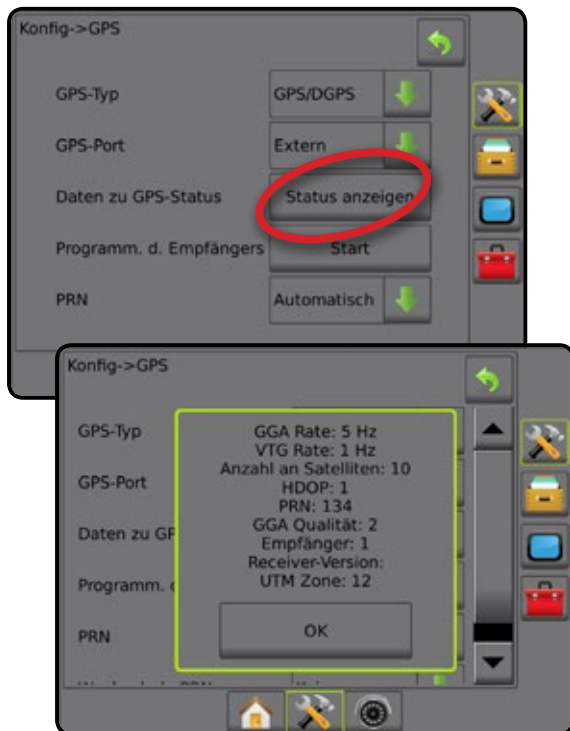 Konfig->GPS
GPS-Typ GPS/DGPS
GPS-Port Extern
Daten zu GPS-Status Status anzeigen
Programm. d. Empfängers Start
PRN Automatisch
Konfig->GPS
GPS-Typ
GPS-Port
Daten zu GP
Programm. d
PRN
GGA Rate: 5 Hz
VTG Rate: 1 Hz
Anzahl an Satelliten: 10
HDOP: 1
PRN: 134
GGA Qualität: 2
Empfänger: 1
Receiver-Version:
UTM Zone: 12
OK